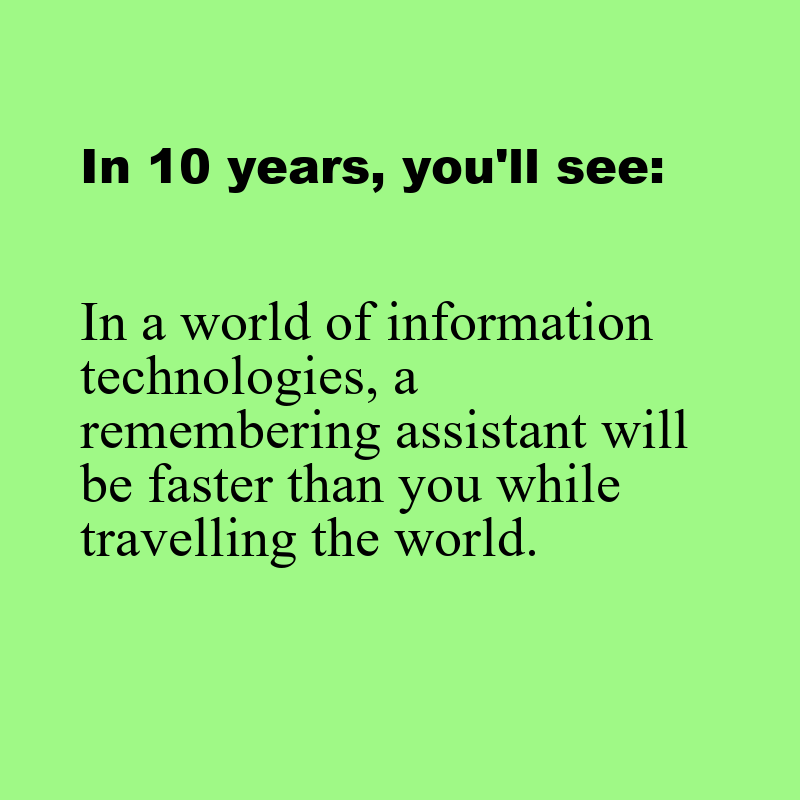 In 10 years, you'll see:
In a world of information
technologies, a
remembering assistant will
be faster than you while
travelling the world.